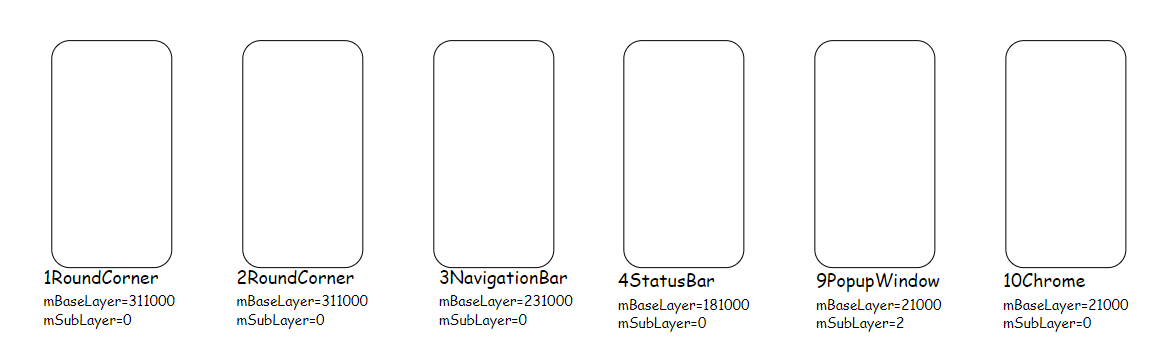 1RoundCorner
mBaseLayer=311000
mSubLayer=0
2RoundCorner
mBaseLayer=311000
mSubLayer=0
3NavigationBar
mBaseLayer=231000
mSubLayer=0
4StatusBar
mBaseLayer=181000
mSubLayer=0
9PopupWindow
mBaseLayer=21000
mSubLayer=2
10Chrome
mBaseLayer=21000
mSubLayer=0